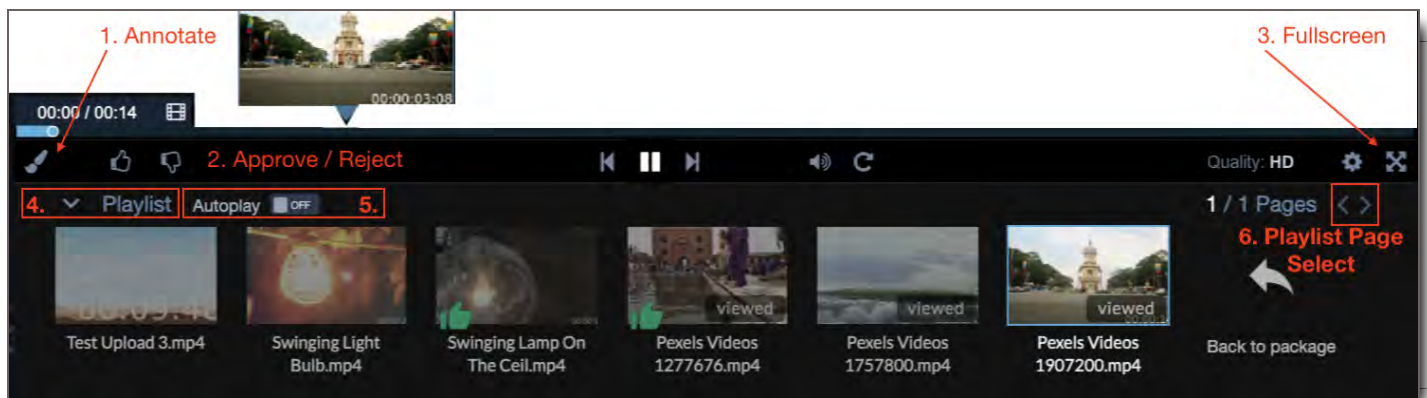 1. Annotate
3. Fullscreen
00:00:03:08
00:00 / 00:14
2. Approve / Reject
Quality: HD
4. Playlist Autoplay OFF 5.
1 / 1 Pages < >
6. Playlist Page
Select
viewed
viewed
viewed
Test Upload 3.mp4
Swinging Light
Bulb.mp4
Swinging Lamp On
The Ceil.mp4
Pexels Videos
1277676.mp4
Pexels Videos
1757800.mp4
Pexels Videos
1907200.mp4
Back to package